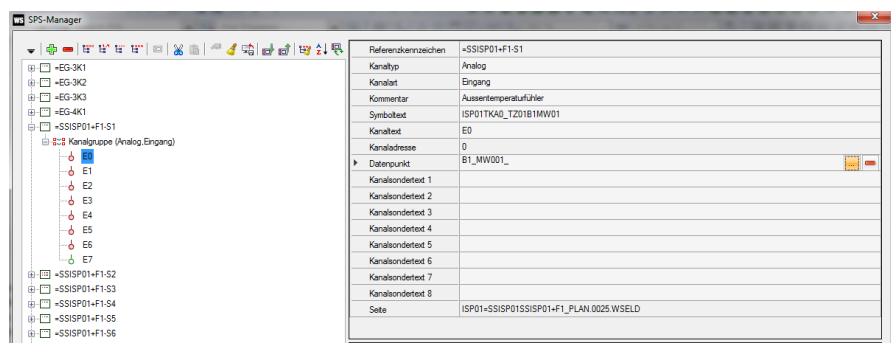 WS SPS-Manager
=EG-3K1
=EG-3K2
=EG-3K3
=EG-4K1
=SSISP01+F1-S1
Kanalgruppe (Analog,Eingang)
E0
E1
E2
E3
E4
E5
E6
E7
=SSISP01+F1-S2
=SSISP01+F1-S3
=SSISP01+F1-S4
=SSISP01+F1-S5
=SSISP01+F1-S6
Referenzkennzeichen =SSISP01+F1-S1
Kanaltyp Analog
Kanalart Eingang
Kommentar Aussentemperaturfühler
Symboltext ISP01TKA0_TZ01B1MW01
Kanaltext E0
Kanaladresse 0
Datenpunkt B1_MW001_ ...
Kanalsondertext 1
Kanalsondertext 2
Kanalsondertext 3
Kanalsondertext 4
Kanalsondertext 5
Kanalsondertext 6
Kanalsondertext 7
Kanalsondertext 8
Seite ISP01=SSISP01SSISP01+F1_PLAN.0025.WSELD